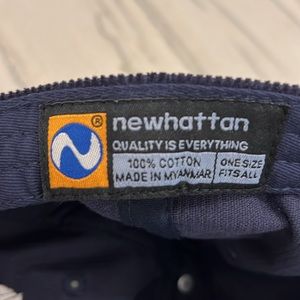 ®
newhattan
QUALITY IS EVERYTHING
100% COTTON
MADE IN MYANMAR
ONE SIZE
FITS ALL